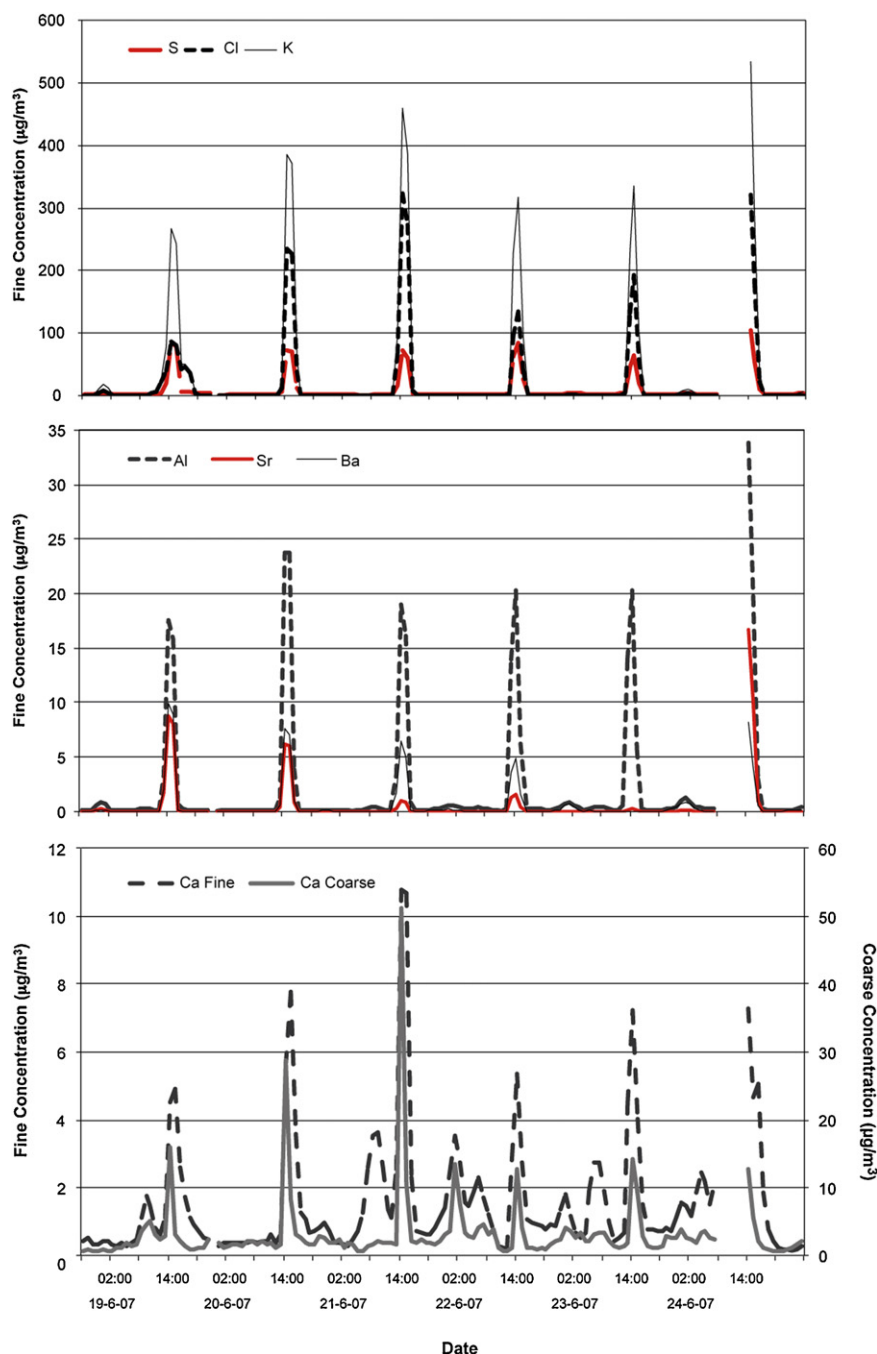 600
S Cl K
500
400
300
200
100
0
Fine Concentration (µg/m³)
35
Al Sr Ba
30
25
20
15
10
5
0
Fine Concentration (µg/m³)
12 60
Ca Fine Ca Coarse
10 50
8 40
6 30
4 20
2 10
0 0
Fine Concentration (µg/m³)
Coarse Concentration (µg/m³)
02:00 14:00 02:00 14:00 02:00 14:00 02:00 14:00 02:00 14:00 02:00 14:00
19-6-07 20-6-07 21-6-07 22-6-07 23-6-07 24-6-07
Date